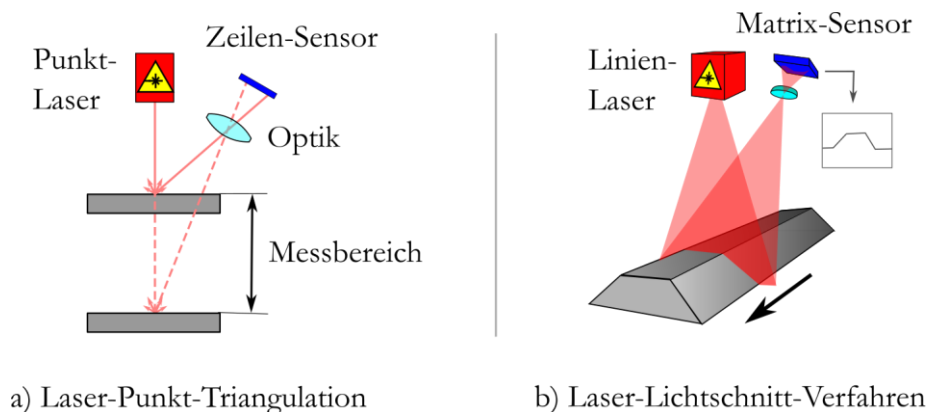 Punkt-
Laser
Zeilen-Sensor
Optik
Messbereich
a) Laser-Punkt-Triangulation
Linien-
Laser
Matrix-Sensor
b) Laser-Lichtschnitt-Verfahren